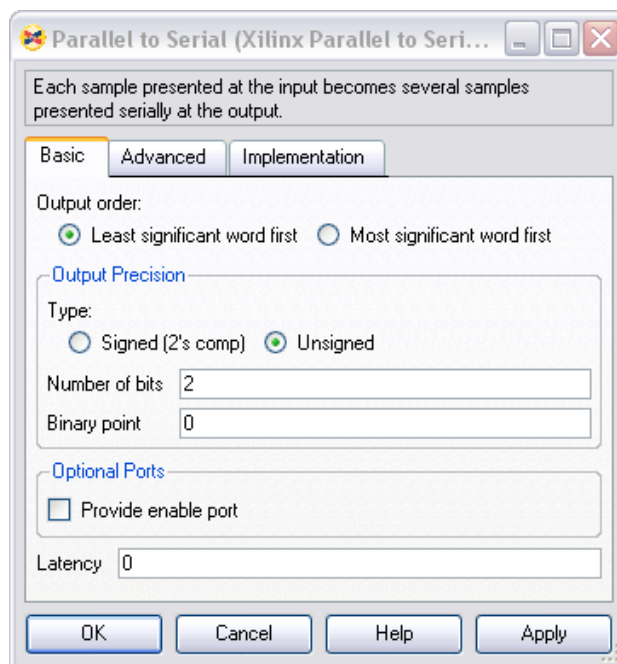 Parallel to Serial (Xilinx Parallel to Seri...
Each sample presented at the input becomes several samples
presented serially at the output.
Basic Advanced Implementation
Output order:
Least significant word first Most significant word first
Output Precision
Type:
Signed (2's comp) Unsigned
Number of bits 2
Binary point 0
Optional Ports
Provide enable port
Latency 0
OK Cancel Help Apply